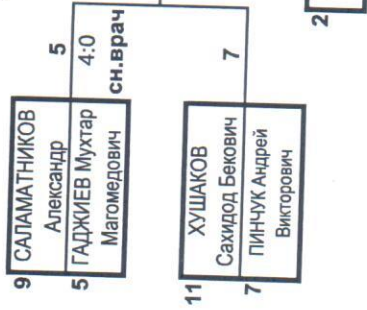 9
САЛАМАТНИКОВ
Александр
5
5
ГАДЖИЕВ Мухтар
Магомедович
4:0
сн.врач
11
ХУШАКОВ
Сахидод Бекович
7
7
ПИНЧУК Андрей
Викторович
2